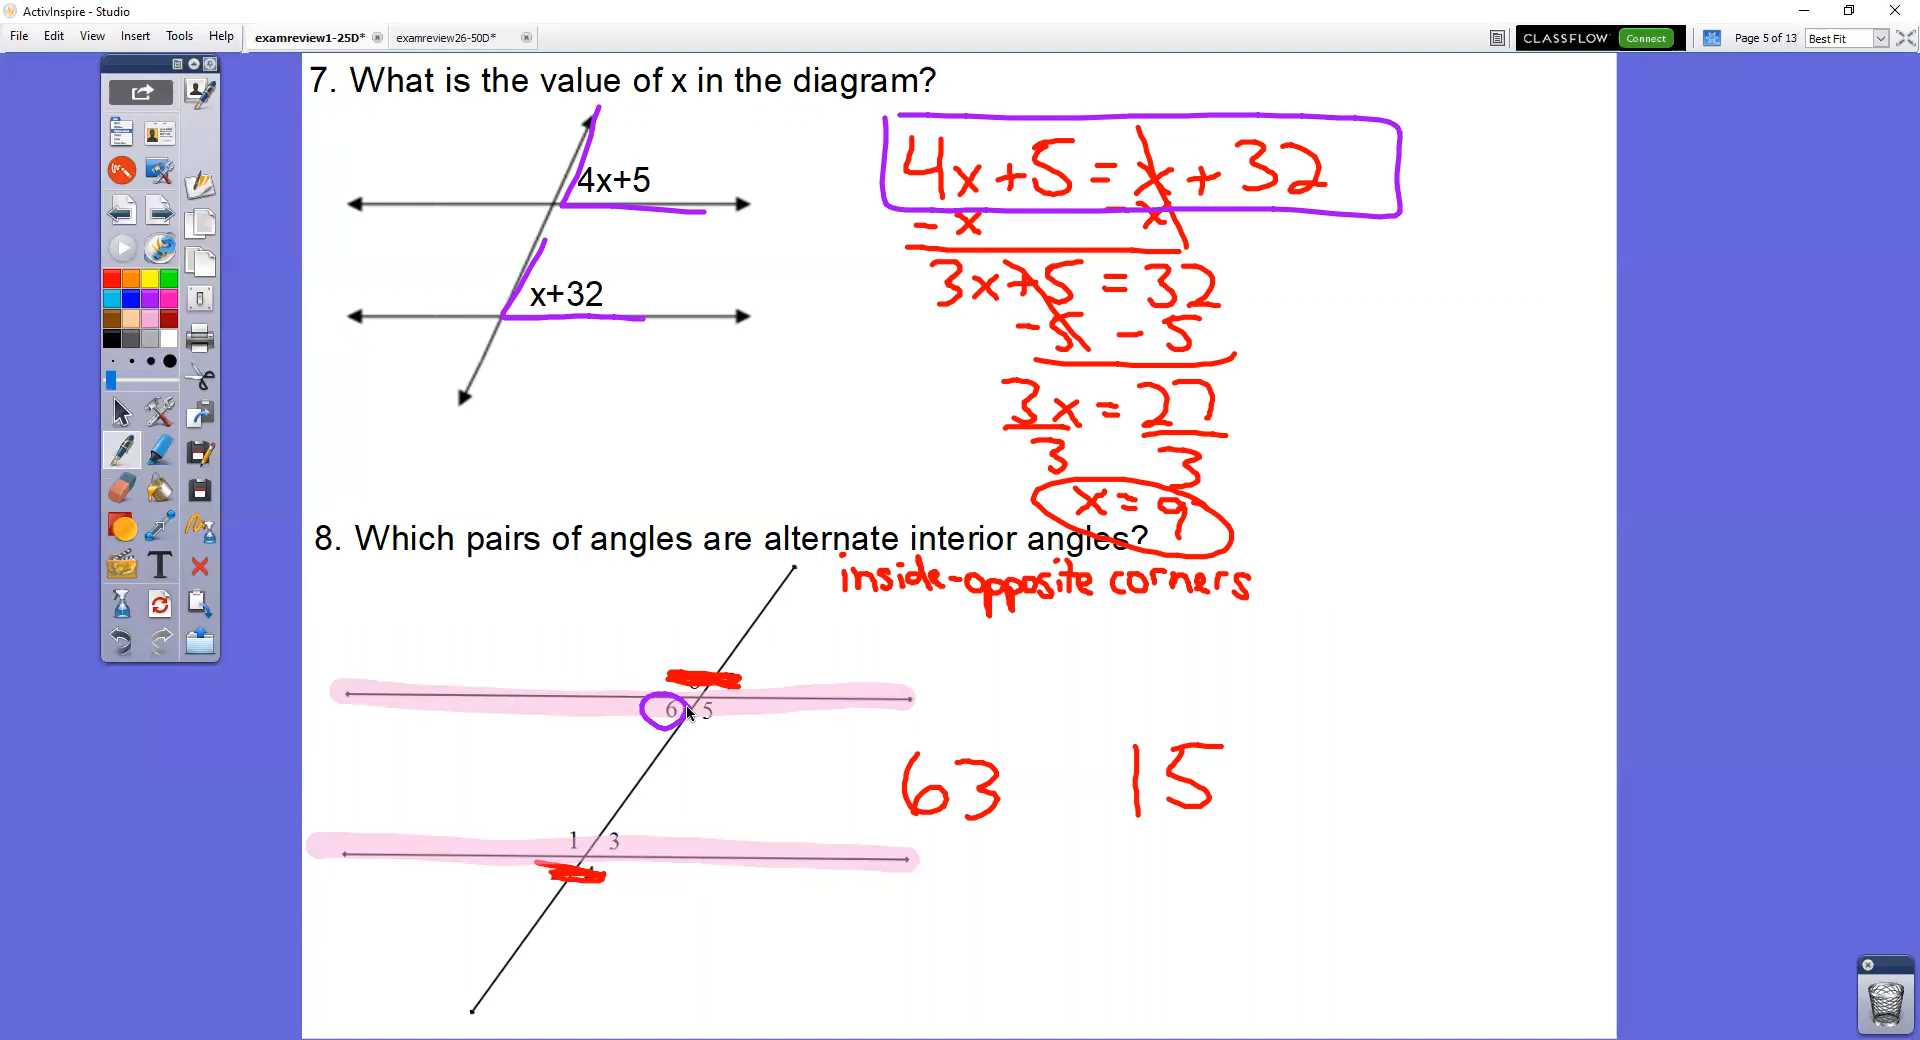 ActivInspire - Studio
File Edit View Insert Tools Help
examreview1-25D*
examreview26-50D*
CLASSFLOW Connect
Page 5 of 13
Best Fit
7. What is the value of x in the diagram?
4x+5
x+32
4x+5=x+32
-x -x
3x+5=32
-5 -5
3x=27
3 3
x=9
8. Which pairs of angles are alternate interior angles?
inside-opposite corners
6 5
1 3
63 15
T